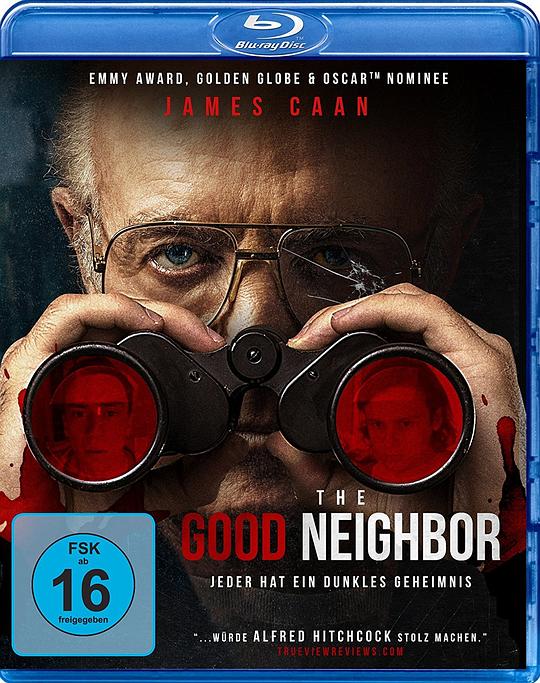 Blu-ray Disc
EMMY AWARD, GOLDEN GLOBE & OSCAR™ NOMINEE
JAMES CAAN
THE
GOOD NEIGHBOR
JEDER HAT EIN DUNKLES GEHEIMNIS
FSK
ab
16
freigegeben
"...WÜRDE ALFRED HITCHCOCK STOLZ MACHEN."
TRUEVIEWREVIEWS.COM